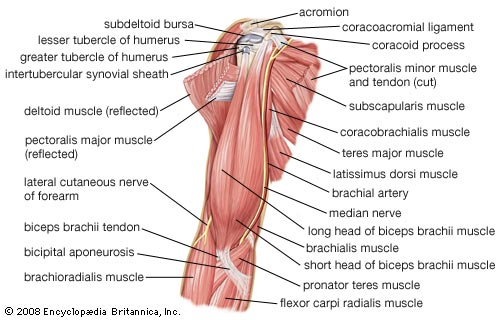 subdeltoid bursa
lesser tubercle of humerus
greater tubercle of humerus
intertubercular synovial sheath
deltoid muscle (reflected)
pectoralis major muscle
(reflected)
lateral cutaneous nerve
of forearm
biceps brachii tendon
bicipital aponeurosis
brachioradialis muscle
acromion
coracoacromial ligament
coracoid process
pectoralis minor muscle
and tendon (cut)
subscapularis muscle
coracobrachialis muscle
teres major muscle
latissimus dorsi muscle
brachial artery
median nerve
long head of biceps brachii muscle
brachialis muscle
short head of biceps brachii muscle
pronator teres muscle
flexor carpi radialis muscle
© 2008 Encyclopædia Britannica, Inc.